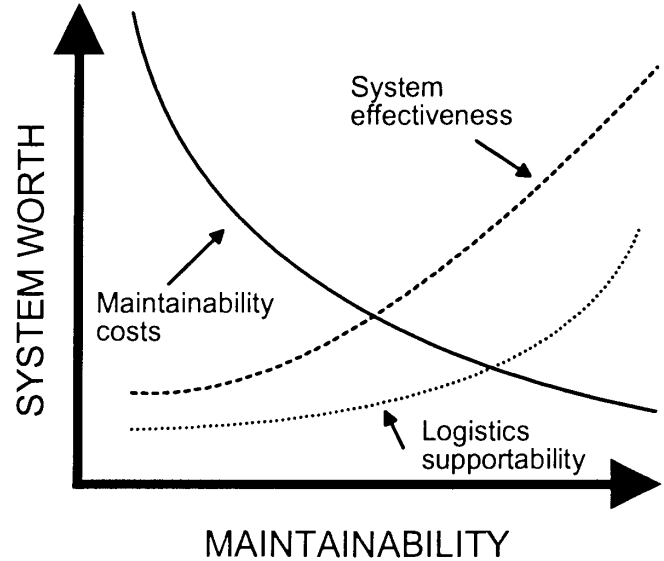 System
effectiveness
SYSTEM WORTH
Maintainability
costs
Logistics
supportability
MAINTAINABILITY